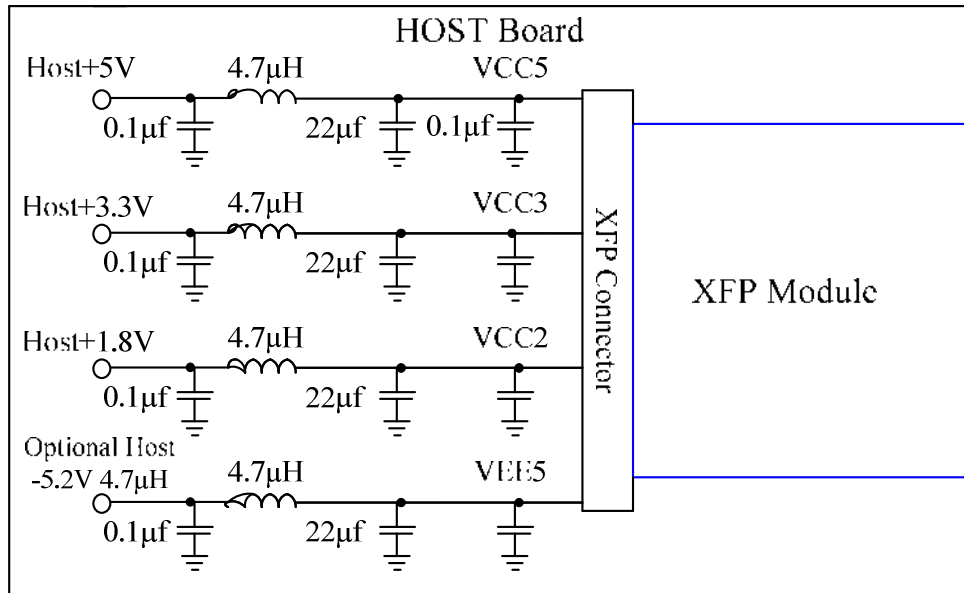 HOST Board
Host+5V
4.7μH
VCC5
0.1μf
22μf
0.1μf
Host+3.3V
4.7μH
VCC3
0.1μf
22μf
Host+1.8V
4.7μH
VCC2
0.1μf
22μf
Optional Host
-5.2V 4.7μH
4.7μH
VEE5
0.1μf
22μf
XFP Connector
XFP Module